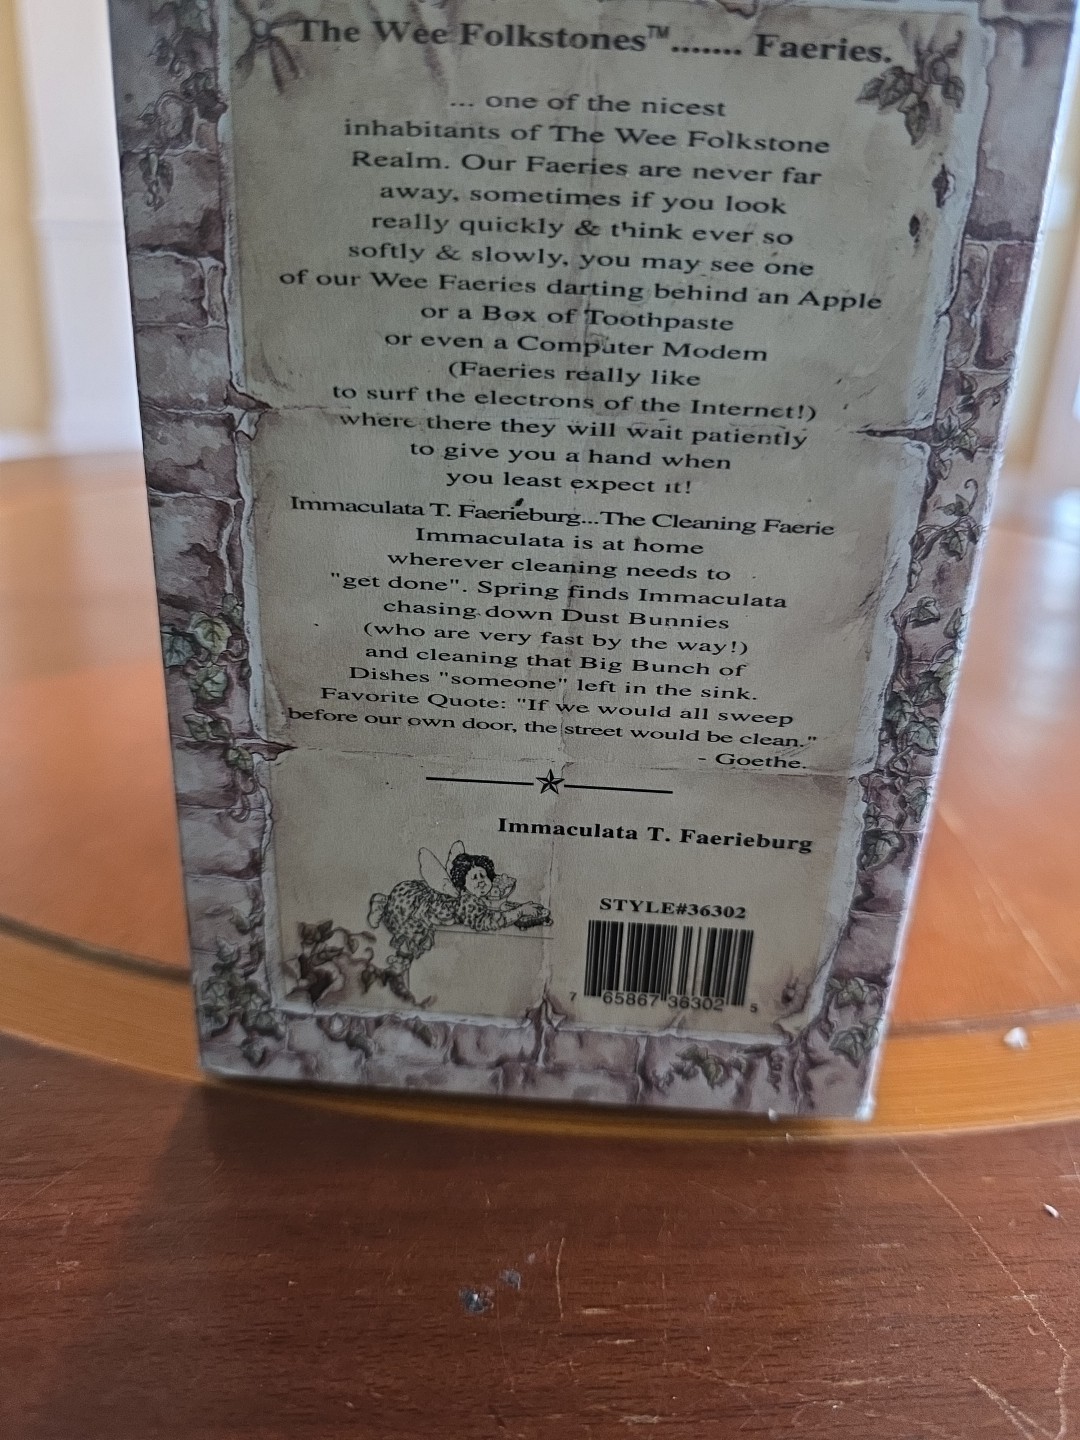 The Wee Folkstones™....... Faeries.
... one of the nicest
inhabitants of The Wee Folkstone
Realm. Our Faeries are never far
away, sometimes if you look
really quickly & think ever so
softly & slowly, you may see one
of our Wee Faeries darting behind an Apple
or a Box of Toothpaste
or even a Computer Modem
(Faeries really like
to surf the electrons of the Internet!)
where there they will wait patiently
to give you a hand when
you least expect it!
Immaculata T. Faerieburg...The Cleaning Faerie
Immaculata is at home
wherever cleaning needs to
"get done". Spring finds Immaculata
chasing down Dust Bunnies
(who are very fast by the way!)
and cleaning that Big Bunch of
Dishes "someone" left in the sink.
Favorite Quote: "If we would all sweep
before our own door, the street would be clean."
- Goethe.
Immaculata T. Faerieburg
STYLE#36302
7 65867 36302 5